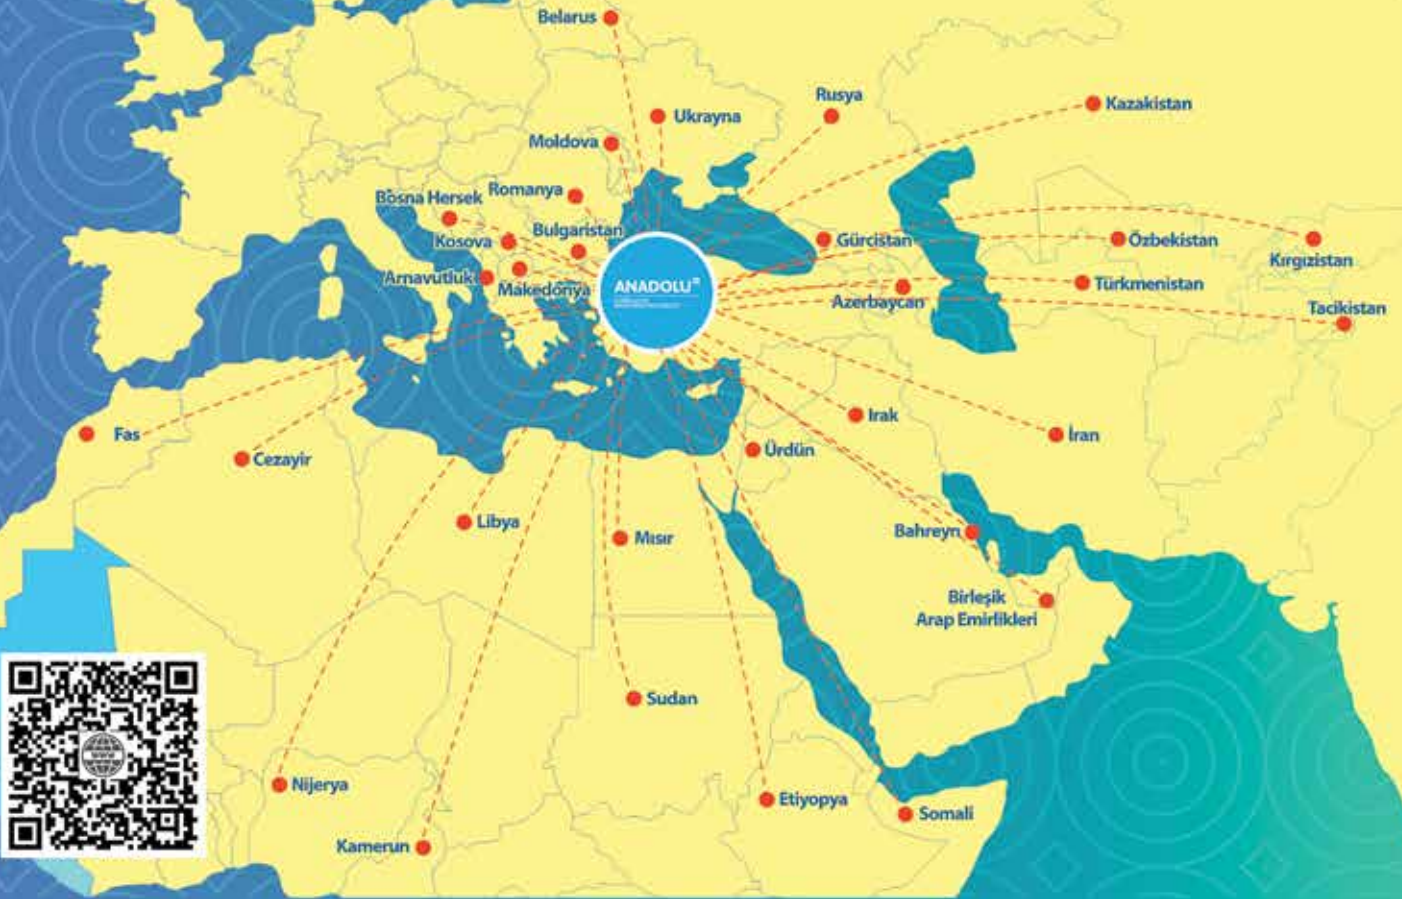 Belarus
Rusya
Kazakistan
Ukrayna
Moldova
Romanya
Bosna Hersek
Bulgaristan
Kosova
Gürcistan
Özbekistan
Kırgızistan
Arnavutluk
Makedonya
ANADOLU
Azerbaycan
Türkmenistan
Tacikistan
Irak
Fas
İran
Ürdün
Cezayir
Libya
Bahreyn
Mısır
Birleşik
Arap Emirlikleri
Sudan
Nijerya
Etiyopya
Somali
Kamerun